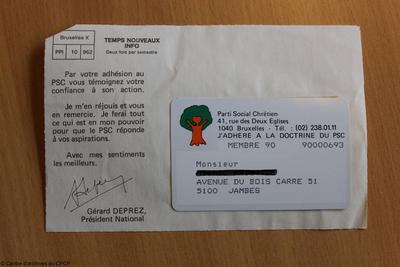 Bruxelles X
PPI 10 962
TEMPS NOUVEAUX
INFO
Deux fois par semestre
Par votre adhésion au
PSC vous témoignez votre
confiance à son action.
Je m'en réjouis et vous
en remercie. Je ferai tout
ce qui est en mon pouvoir
pour que le PSC réponde
à vos aspirations.
Avec mes sentiments
les meilleurs.
Gérard DEPREZ,
Président National
Parti Social Chrétien
41, rue des Deux Eglises
1040 Bruxelles - Tél. : (02) 238.01.11
J'ADHERE A LA DOCTRINE DU PSC
MEMBRE 90 90000693
Monsieur
AVENUE DU BOIS CARRE 51
5100 JAMBES
© Centre d'archives du CPCP